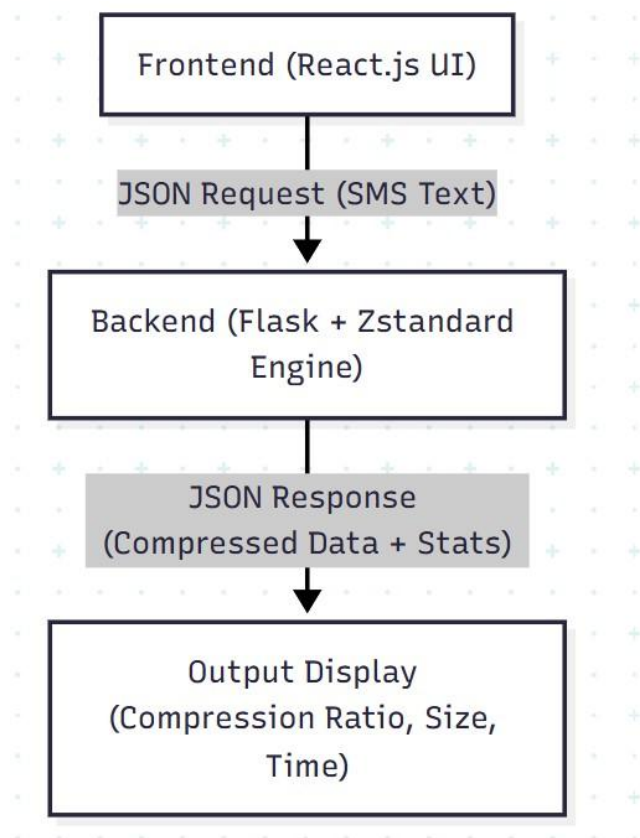 Frontend (React.js UI)
JSON Request (SMS Text)
Backend (Flask + Zstandard
Engine)
JSON Response
(Compressed Data + Stats)
Output Display
(Compression Ratio, Size,
Time)